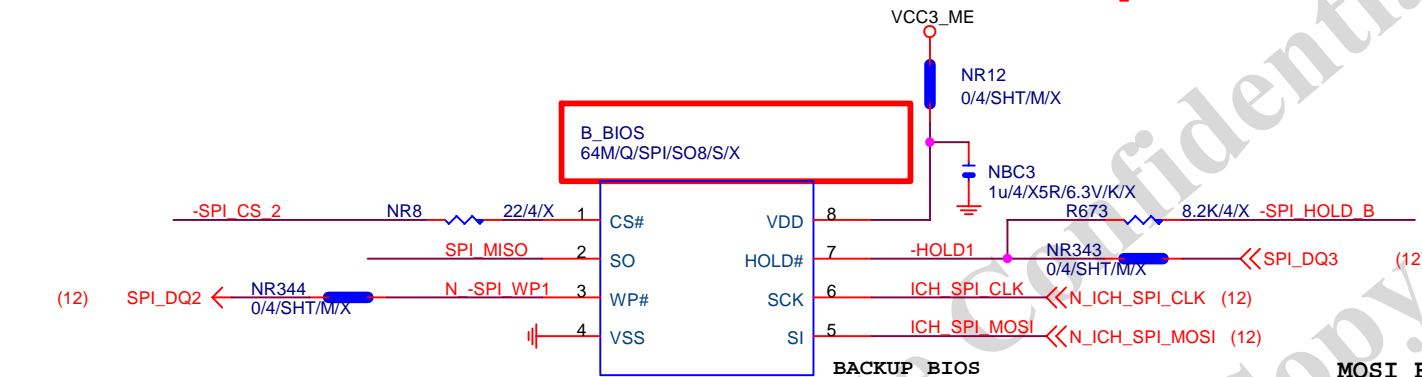 VCC3_ME
NR12
0/4/SHT/M/X
B_BIOS
64M/Q/SPI/SO8/S/X
NBC3
1u/4/X5R/6.3V/K/X
-SPI_CS_2 NR8 22/4/X 1 CS# VDD 8 R673 8.2K/4/X -SPI_HOLD_B
SPI_MISO 2 SO HOLD# 7 -HOLD1 NR343 SPI_DQ3 (12
0/4/SHT/M/X
(12) SPI_DQ2 NR344 N_-SPI_WP1 3 WP# SCK 6 ICH_SPI_CLK N_ICH_SPI_CLK (12)
0/4/SHT/M/X
4 VSS SI 5 ICH_SPI_MOSI N_ICH_SPI_MOSI (12)
BACKUP BIOS MOSI
Confidential
Copy